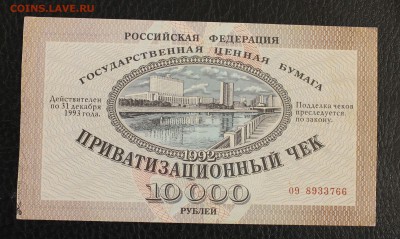 COINS.LAVE.RU
РОССИЙСКАЯ ФЕДЕРАЦИЯ
ГОСУДАРСТВЕННАЯ ЦЕННАЯ БУМАГА
Действителен
по 31 декабря
1993 года.
Подделка чеков
преследуется
по закону.
1992
ПРИВАТИЗАЦИОННЫЙ ЧЕК
10 000
РУБЛЕЙ
09 8933766